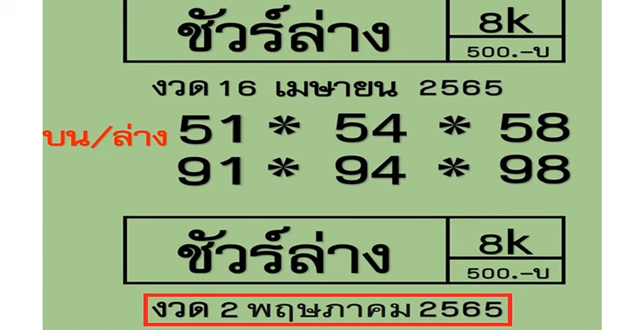 ชัวร์ล่าง 8k
500.-บ
งวด 16 เมษายน 2565
บน/ล่าง 51 * 54 * 58
91 * 94 * 98
ชัวร์ล่าง 8k
500.-บ
งวด 2 พฤษภาคม 2565